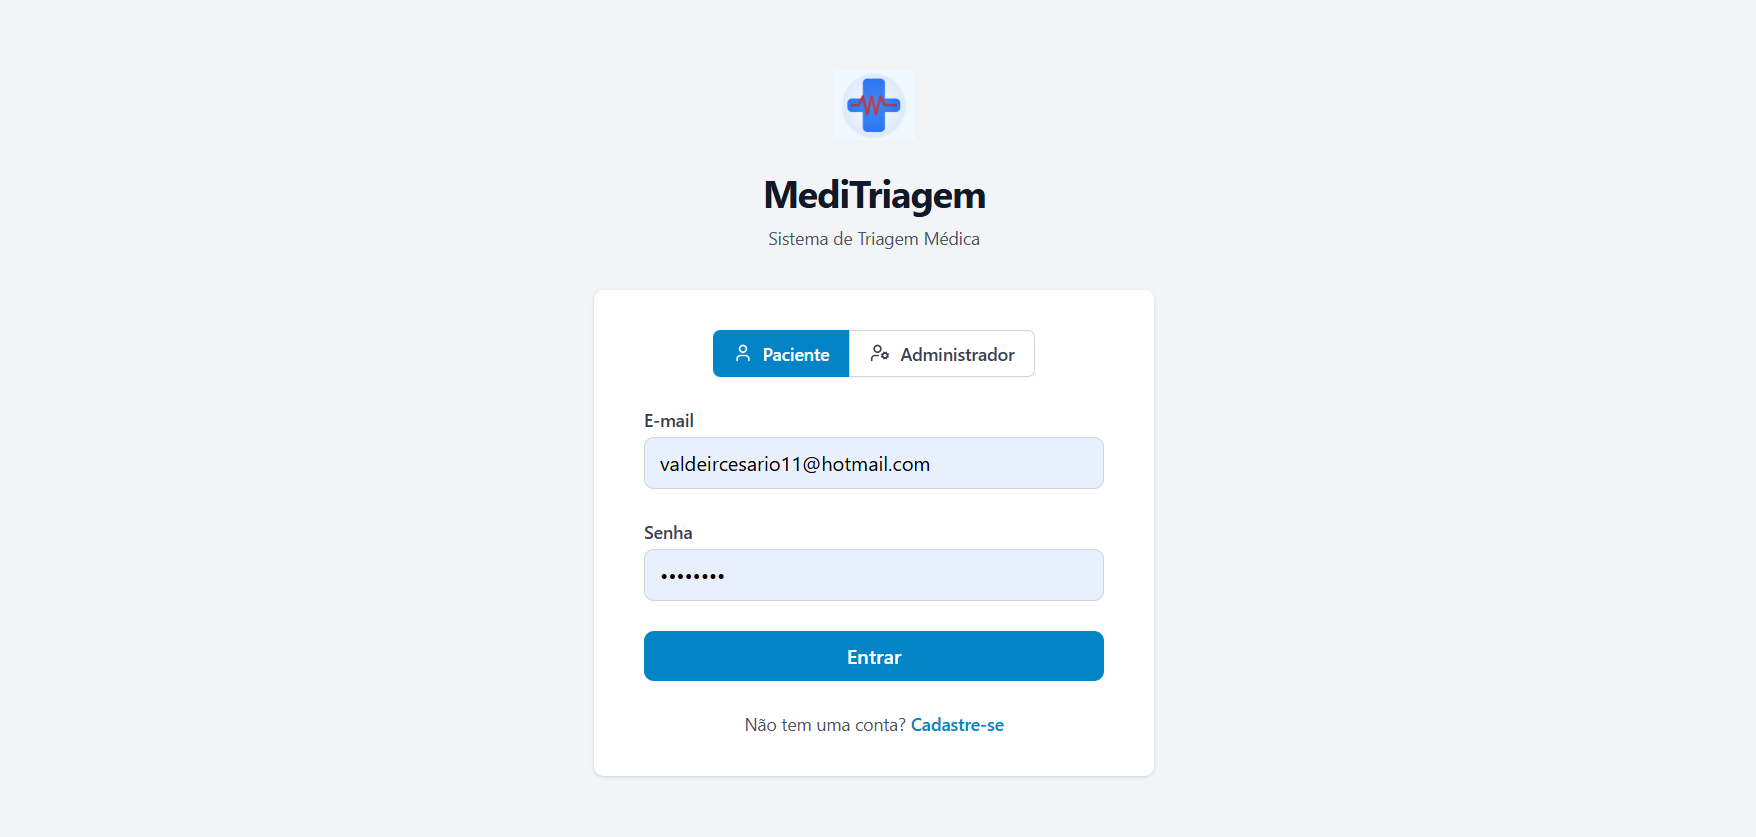 MediTriagem
Sistema de Triagem Médica
Paciente Administrador
E-mail
valdeircesario11@hotmail.com
Senha
••••••••
Entrar
Não tem uma conta? Cadastre-se